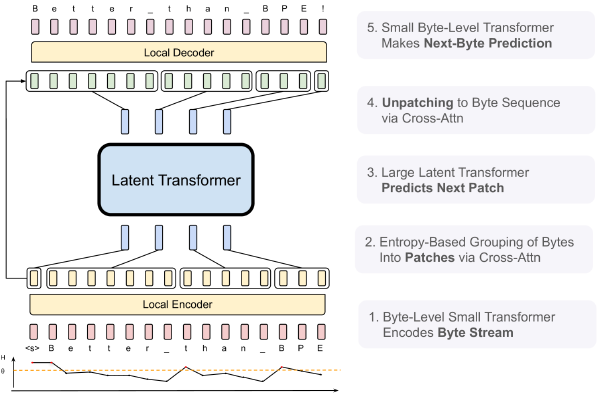 B e t t e r _ t h a n _ B P E !
Local Decoder
Latent Transformer
Local Encoder
<s> B e t t e r _ t h a n _ B P E
H
θ
5. Small Byte-Level Transformer
Makes Next-Byte Prediction
4. Unpatching to Byte Sequence
via Cross-Attn
3. Large Latent Transformer
Predicts Next Patch
2. Entropy-Based Grouping of Bytes
Into Patches via Cross-Attn
1. Byte-Level Small Transformer
Encodes Byte Stream